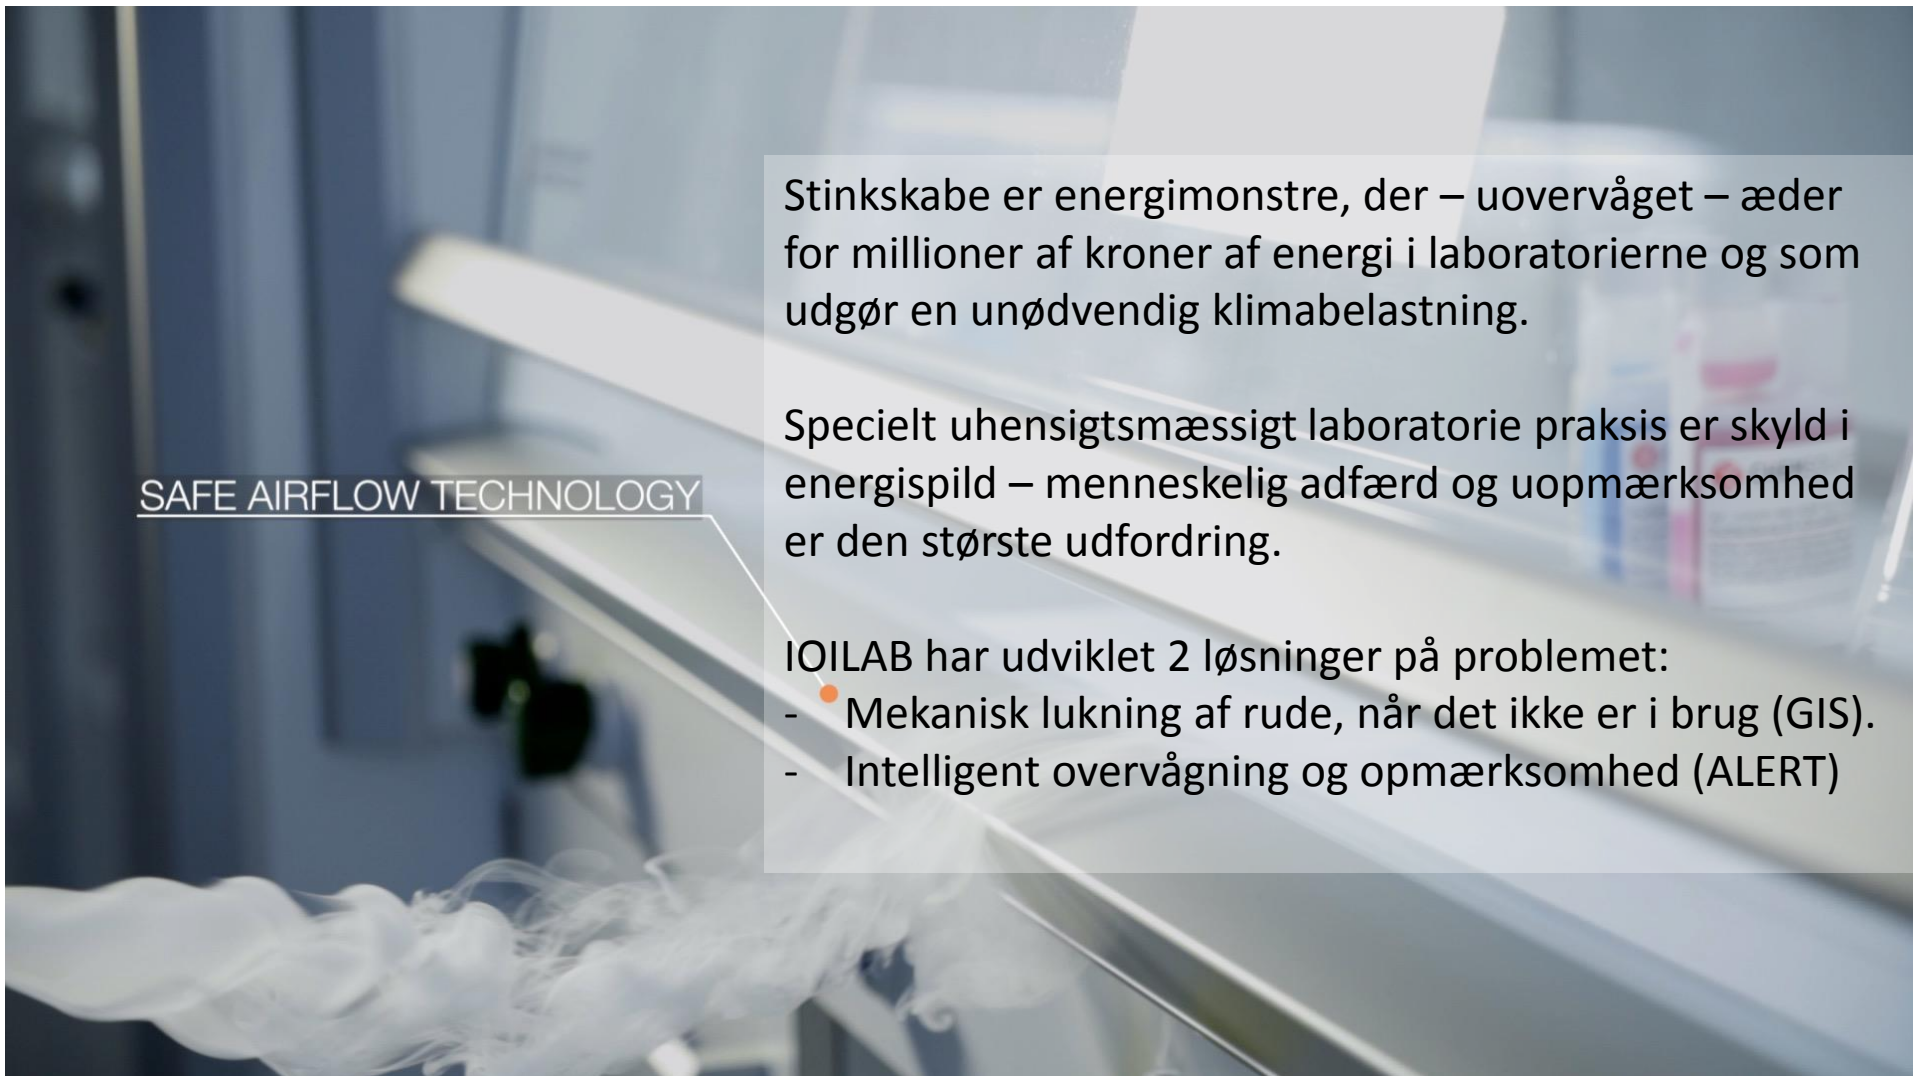 Stinkskabe er energimonstre, der – uovervåget – æder
for millioner af kroner af energi i laboratorierne og som
udgør en unødvendig klimabelastning.
Specielt uhensigtsmæssigt laboratorie praksis er skyld i
energispild – menneskelig adfærd og uopmærksomhed
er den største udfordring.
SAFE AIRFLOW TECHNOLOGY
IOILAB har udviklet 2 løsninger på problemet:
- Mekanisk lukning af rude, når det ikke er i brug (GIS).
- Intelligent overvågning og opmærksomhed (ALERT)